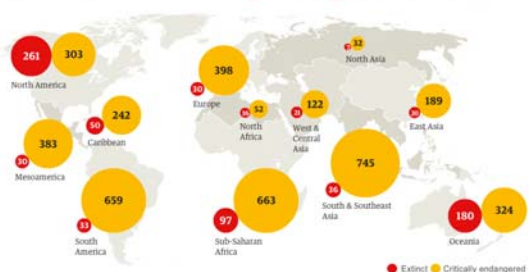 261
303
North America
32
North Asia
398
30
Europe
52
North
Africa
21
122
West &
Central
Asia
189
30
East Asia
50
242
Caribbean
383
30
Mesoamerica
745
36
South & Southeast
Asia
659
33
South
America
663
97
Sub-Saharan
Africa
180
324
Oceania
Extinct
Critically endangered